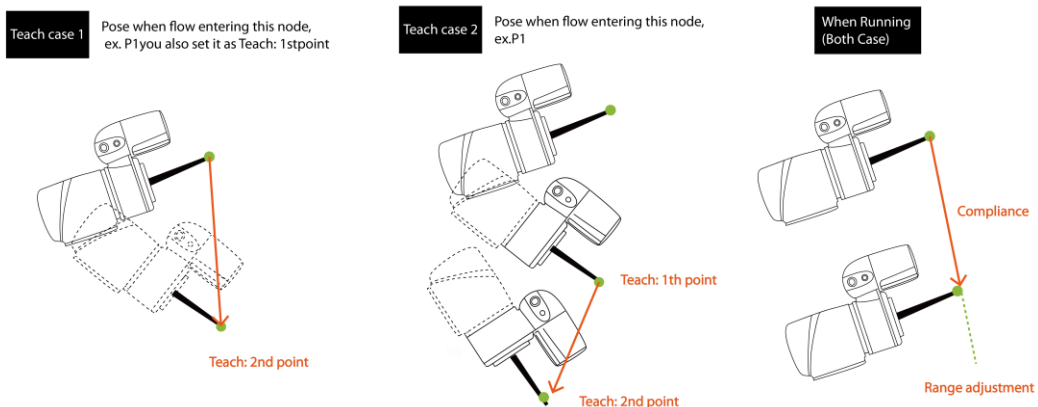 Teach case 1
Pose when flow entering this node,
ex. P1you also set it as Teach: 1stpoint
Teach: 2nd point
Teach case 2
Pose when flow entering this node,
ex.P1
Teach: 1th point
Teach: 2nd point
When Running
(Both Case)
Compliance
Range adjustment